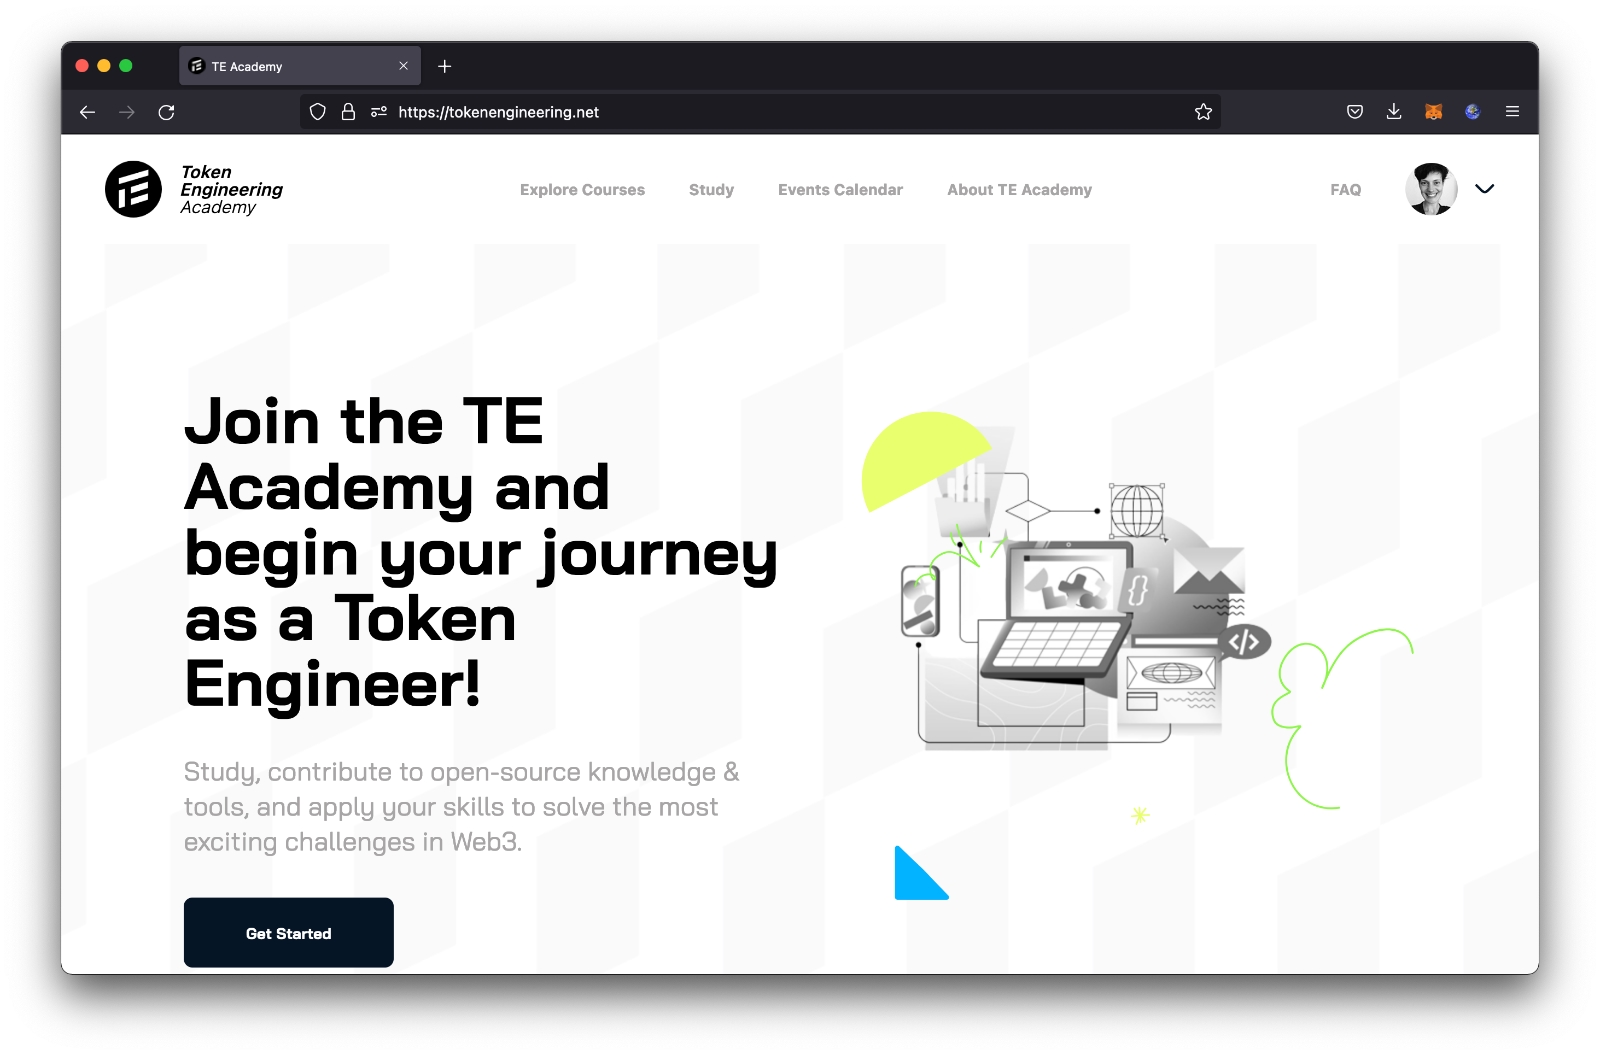 TE Academy
https://tokenengineering.net
Token
Engineering
Academy
Explore Courses
Study
Events Calendar
About TE Academy
FAQ
Join the TE
Academy and
begin your journey
as a Token
Engineer!
Study, contribute to open-source knowledge &
tools, and apply your skills to solve the most
exciting challenges in Web3.
Get Started
{}
</>